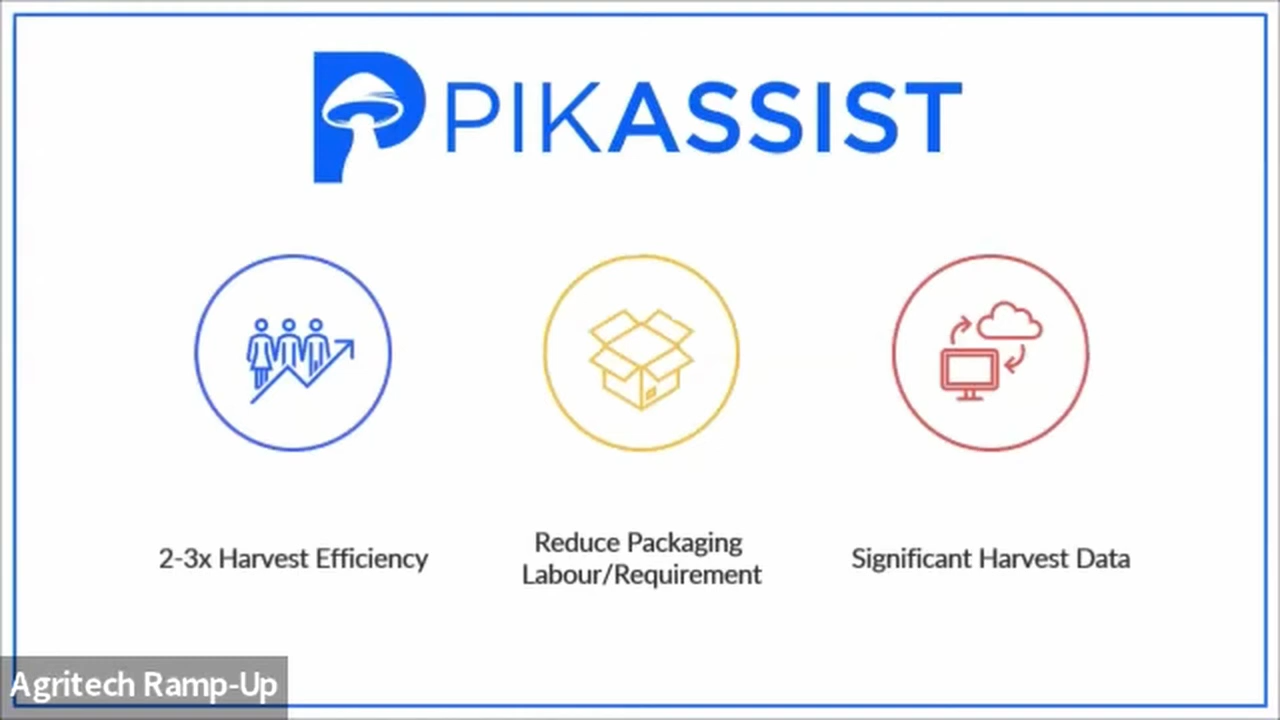 PIKASSIST
2-3x Harvest Efficiency
Reduce Packaging
Labour/Requirement
Significant Harvest Data
Agritech Ramp-Up